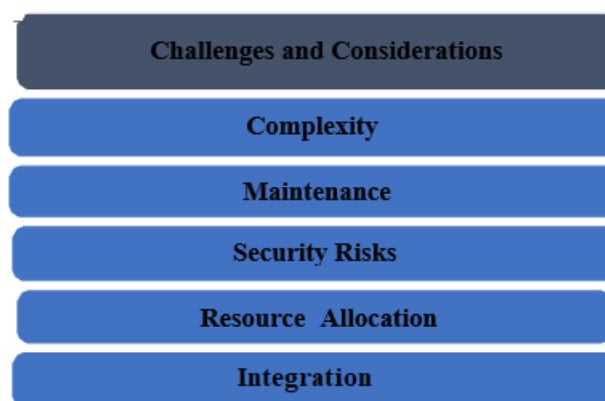 Challenges and Considerations
Complexity
Maintenance
Security Risks
Resource Allocation
Integration